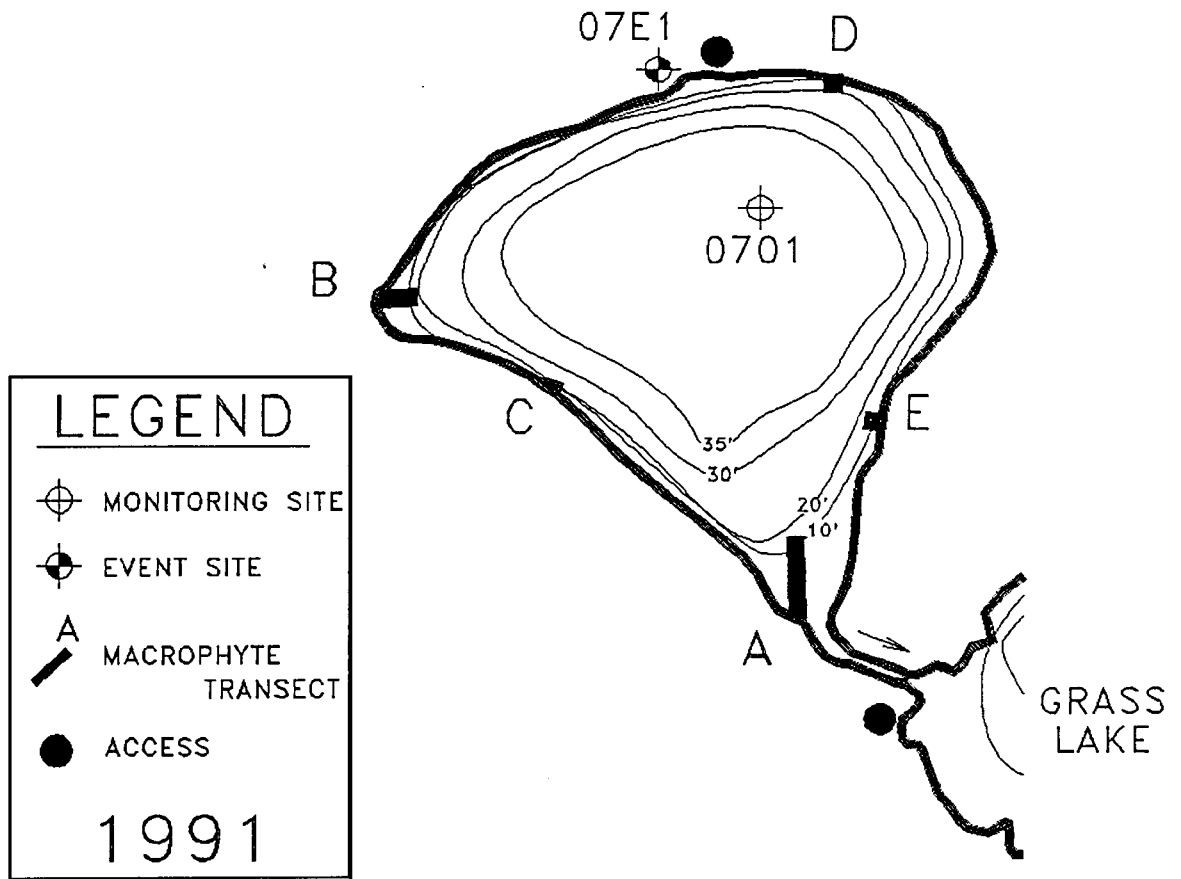 07E1
D
0701
B
C
E
35'
30'
20'
10'
A
GRASS
LAKE
LEGEND
MONITORING SITE
EVENT SITE
A
MACROPHYTE
TRANSECT
ACCESS
1991